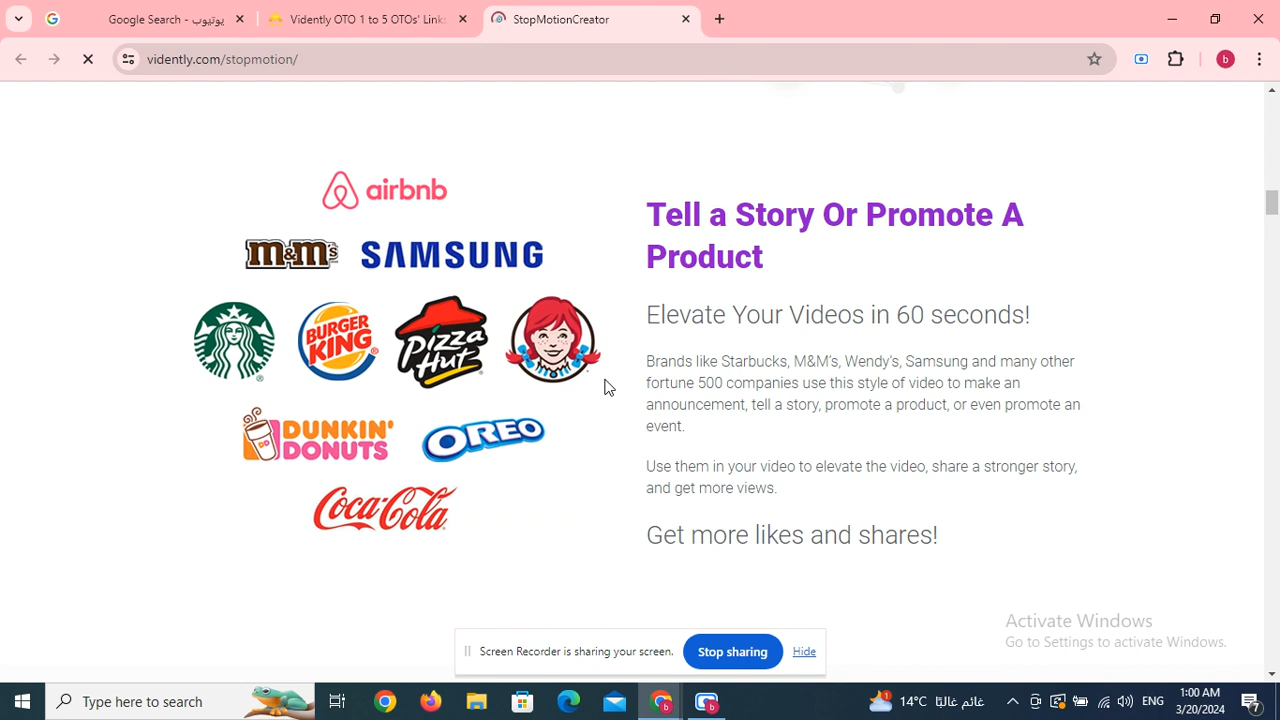 Google Search - يوتيوب
Vidently OTO 1 to 5 OTOs' Links
StopMotionCreator
vidently.com/stopmotion/
b
airbnb
m&m's SAMSUNG
BURGER KING
Pizza Hut
DUNKIN' DONUTS
OREO
Coca-Cola
Tell a Story Or Promote A
Product
Elevate Your Videos in 60 seconds!
Brands like Starbucks, M&M's, Wendy's, Samsung and many other
fortune 500 companies use this style of video to make an
announcement, tell a story, promote a product, or even promote an
event.
Use them in your video to elevate the video, share a stronger story,
and get more views.
Get more likes and shares!
Activate Windows
Go to Settings to activate Windows.
Screen Recorder is sharing your screen. Stop sharing Hide
Type here to search
14°C غائم غالبًا
ENG
1:00 AM
3/20/2024
7